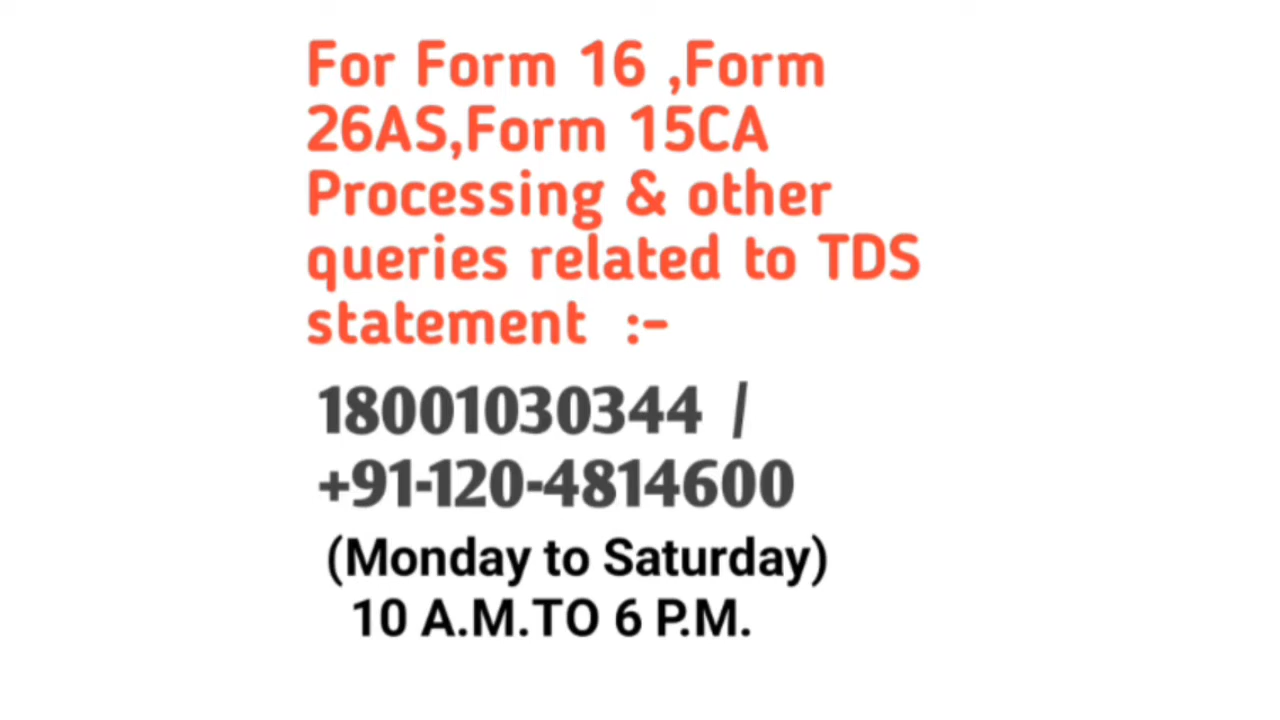 For Form 16 ,Form
26AS,Form 15CA
Processing & other
queries related to TDS
statement :-
18001030344 /
+91-120-4814600
(Monday to Saturday)
10 A.M.TO 6 P.M.